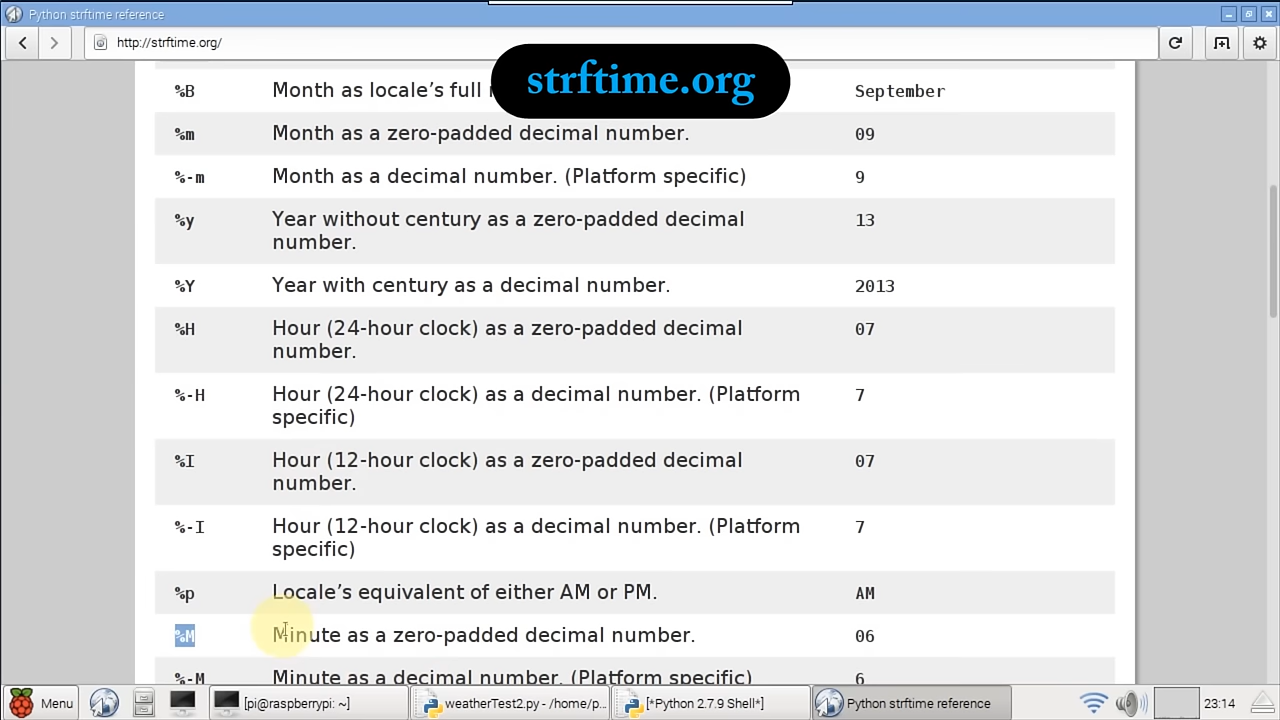 Python strftime reference
http://strftime.org/
strftime.org
%B Month as locale's full September
%m Month as a zero-padded decimal number. 09
%-m Month as a decimal number. (Platform specific) 9
%y Year without century as a zero-padded decimal 13
number.
%Y Year with century as a decimal number. 2013
%H Hour (24-hour clock) as a zero-padded decimal 07
number.
%-H Hour (24-hour clock) as a decimal number. (Platform 7
specific)
%I Hour (12-hour clock) as a zero-padded decimal 07
number.
%-I Hour (12-hour clock) as a decimal number. (Platform 7
specific)
%p Locale's equivalent of either AM or PM. AM
%M Minute as a zero-padded decimal number. 06
%-M Minute as a decimal number. (Platform specific) 6
Menu [pi@raspberrypi: ~] weatherTest2.py - /home/p... [*Python 2.7.9 Shell*] Python strftime reference 23:14